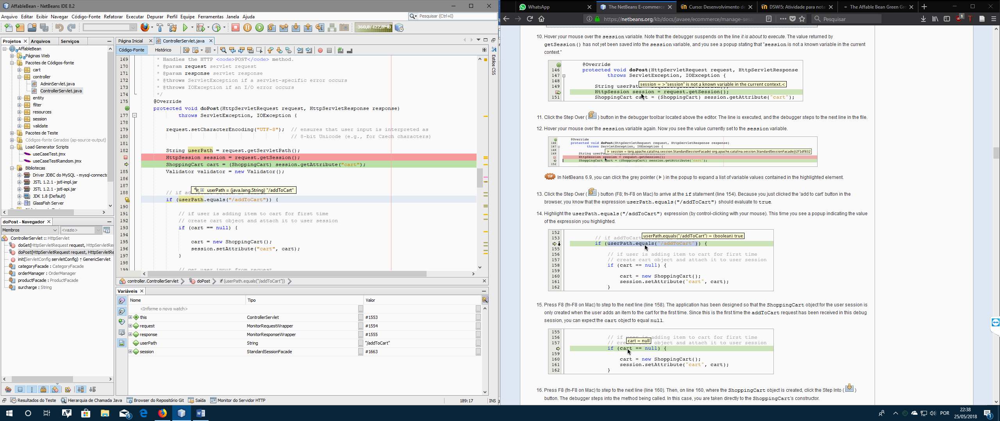 AffableBean - NetBeans IDE 8.2
Arquivo Editar Exibir Navegar Código-Fonte Refatorar Executar Depurar Perfil Equipe Ferramentas Janela Ajuda
Pesquisar (Ctrl+I)
360,8/422,0MB
Projetos Arquivos Serviços
AffableBean
Páginas Web
Pacotes de Códigos-fonte
cart
controller
AdminServlet.java
ControllerServlet.java
entity
filter
resources
session
validate
Pacotes de Teste
Códigos-fonte Gerados (ap-source-output)
Load Generator Scripts
useCaseTest.jmx
useCaseTestRamdom.jmx
Bibliotecas
Driver JDBC do MySQL - mysql-connecto
JSTL 1.2.1 - jstl-impl.jar
JSTL 1.2.1 - jstl-api.jar
JDK 1.8 (Default)
GlassFish Server
doPost - Navegador
Membros <vazio>
ControllerServlet :: HttpServlet
doGet(HttpServletRequest request, HttpServletRes
doPost(HttpServletRequest request, HttpServletRe
init(ServletConfig servletConfig) ↑ GenericServlet
categoryFacade : CategoryFacade
orderManager : OrderManager
productFacade : ProductFacade
surcharge : String
Página Inicial ControllerServlet.java
Código-Fonte Histórico
Estilos CSS
169 * Handles the HTTP <code>POST</code> method.
170 * @param request servlet request
171 * @param response servlet response
172 * @throws ServletException if a servlet-specific error occurs
173 * @throws IOException if an I/O error occurs
174 */
175 @Override
protected void doPost(HttpServletRequest request, HttpServletResponse response)
177 throws ServletException, IOException {
178
179 request.setCharacterEncoding("UTF-8"); // ensures that user input is interpreted as
180 // 8-bit Unicode (e.g., for Czech characters)
181
182 String userPath = request.getServletPath();
HttpSession session = request.getSession();
ShoppingCart cart = (ShoppingCart) session.getAttribute("cart");
185 Validator validator = new Validator();
186
187
userPath = (java.lang.String) "/addToCart"
188 // if ad
if (userPath.equals("/addToCart")) {
190
191 // if user is adding item to cart for first time
192 // create cart object and attach it to user session
193 if (cart == null) {
194
195 cart = new ShoppingCart();
196 session.setAttribute("cart", cart);
197 }
198
199 // get user input from request
controller.ControllerServlet doPost if (userPath.equals("/addToCart"))
Variáveis
Nome Tipo Valor
<Informe o novo watch>
this ControllerServlet #1553
request MonitorRequestWrapper #1554
response MonitorResponseWrapper #1555
userPath String "/addToCart"
session StandardSessionFacade #1663
Resultados do Teste Hierarquia de Chamada Java Browser do Repositório Git Saída Monitor do Servidor HTTP 189:17 INS
WhatsApp The NetBeans E-commerce Curso: Desenvolvimento de DSWI5: Atividade para nota The Affable Bean Green Gro
https://netbeans.org/kb/docs/javaee/ecommerce/manage-sess Pesquisar 1
10. Hover your mouse over the session variable. Note that the debugger suspends on the line it is about to execute. The value returned by
getSession() has not yet been saved into the session variable, and you see a popup stating that "session is not a known variable in the current
context."
@Override
146 protected void doPost(HttpServletRequest request, HttpServletResponse
147 throws ServletException, IOException {
148
session = >"session" is not a known variable in the current context.<
149 String userPat
HttpSession session = request.getSession();
151 ShoppingCart cart = (ShoppingCart) session.getAttribute("cart");
11. Click the Step Over ( ) button in the debugger toolbar located above the editor. The line is executed, and the debugger steps to the next line in the file.
12. Hover your mouse over the session variable again. Now you see the value currently set to the session variable.
@Override
146 protected void doPost(HttpServletRequest request, HttpServletResponse response)
147 throws ServletException, IOException {
148
session = (org.apache.catalina.session.StandardSessionFacade) org.apache.catalina.session.StandardSessionFacade@2f1df832
149 String userPa
HttpSession session = request.getSession();
ShoppingCart cart = (ShoppingCart) session.getAttribute("cart");
152
TIP In NetBeans 6.9, you can click the grey pointer ( ) in the popup to expand a list of variable values contained in the highlighted element.
13. Click the Step Over ( ) button (F8; fn-F8 on Mac) to arrive at the if statement (line 154). Because you just clicked the 'add to cart' button in the
browser, you know that the expression userPath.equals("/addToCart") should evaluate to true.
14. Highlight the userPath.equals("/addToCart") expression (by control-clicking with your mouse). This time you see a popup indicating the value
of the expression you highlighted.
152
userPath.equals("/addToCart") = (boolean) true
153 // if addToCart
if (userPath.equals("/addToCart")) {
155
156 // if user is adding item to cart for first time
157 // create cart object and attach it to user session
158 if (cart == null) {
159
160 cart = new ShoppingCart();
161 session.setAttribute("cart", cart);
162 }
15. Press F8 (fn-F8 on Mac) to step to the next line (line 158). The application has been designed so that the ShoppingCart object for the user session is
only created when the user adds an item to the cart for the first time. Since this is the first time the addToCart request has been received in this debug
session, you can expect the cart object to equal null.
155
156 // if user is adding item to cart for first time
cart = null
157 // cre object and attach it to user session
if (cart == null) {
159
160 cart = new ShoppingCart();
161 session.setAttribute("cart", cart);
162 }
16. Press F8 (fn-F8 on Mac) to step to the next line (line 160). Then, on line 160, where the ShoppingCart object is created, click the Step Into ( )
button. The debugger steps into the method being called. In this case, you are taken directly to the ShoppingCart's constructor.
5 POR 22:38
25/05/2018 1